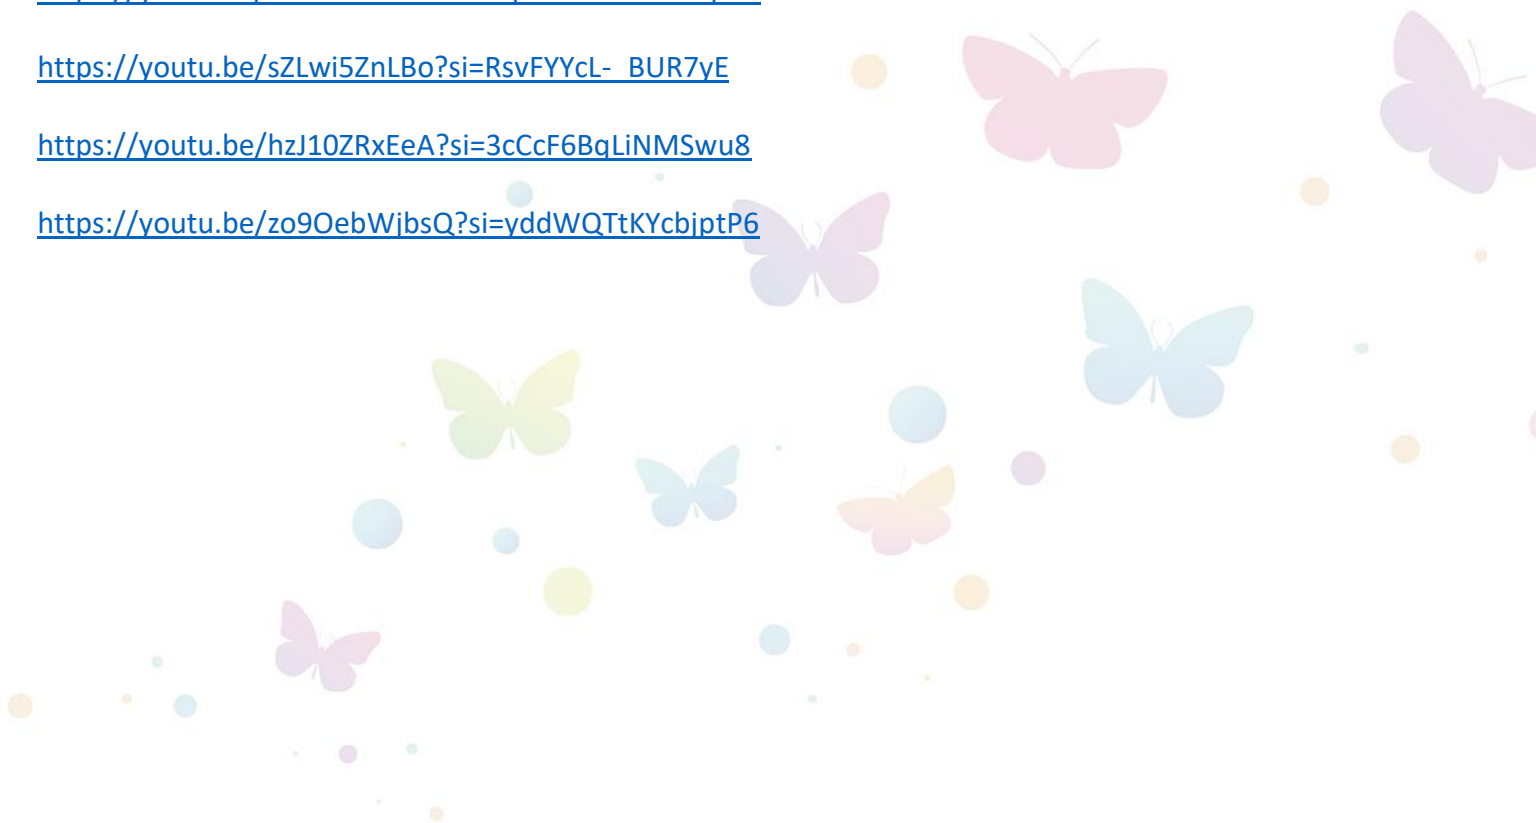 https://youtu.be/sZLwi5ZnLBo?si=RsvFYYcL-_BUR7yE
https://youtu.be/hzJ10ZRxEeA?si=3cCcF6BqLiNMSwu8
https://youtu.be/zo9OebWjbsQ?si=yddWQTtKYcbjptP6